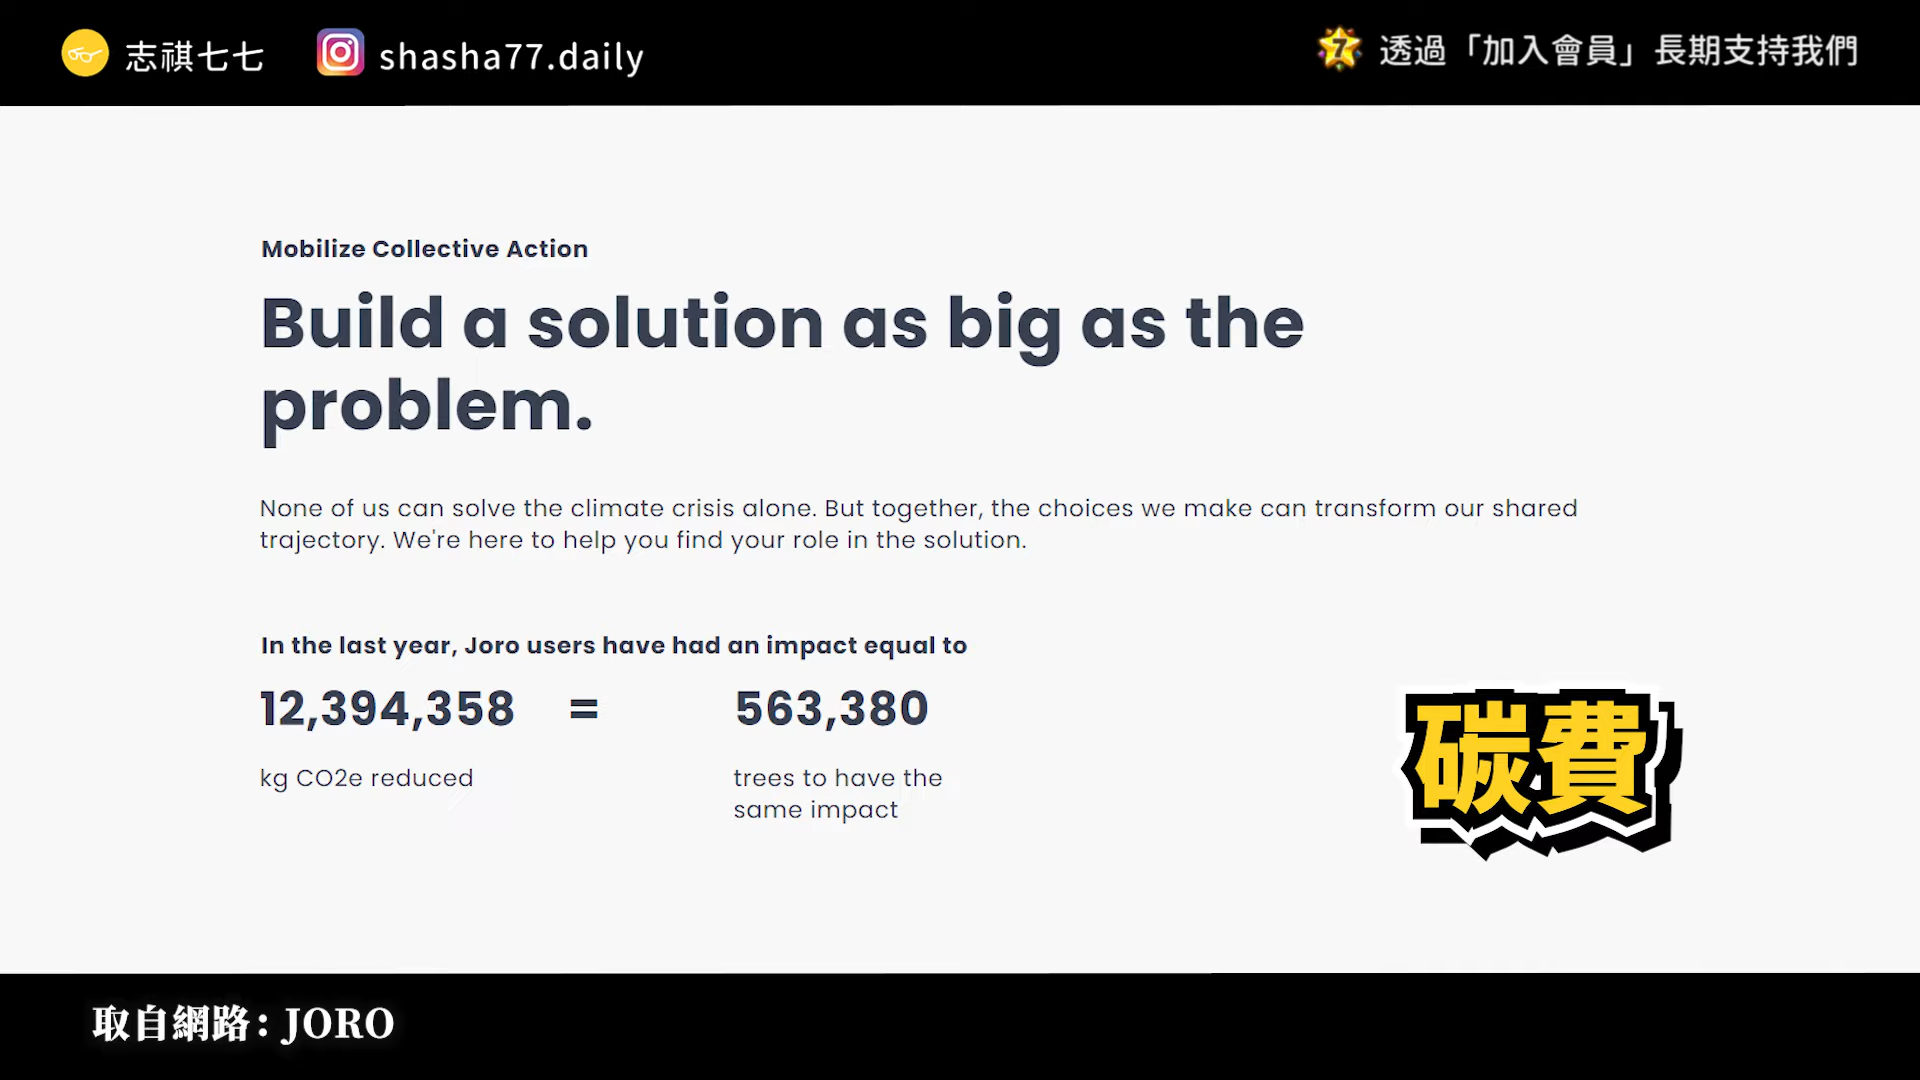 志祺七七
shasha77.daily
透過「加入會員」長期支持我們
Mobilize Collective Action
Build a solution as big as the
problem.
None of us can solve the climate crisis alone. But together, the choices we make can transform our shared
trajectory. We're here to help you find your role in the solution.
In the last year, Joro users have had an impact equal to
12,394,358 = 563,380
kg CO2e reduced
trees to have the
same impact
碳費
取自網路：JORO